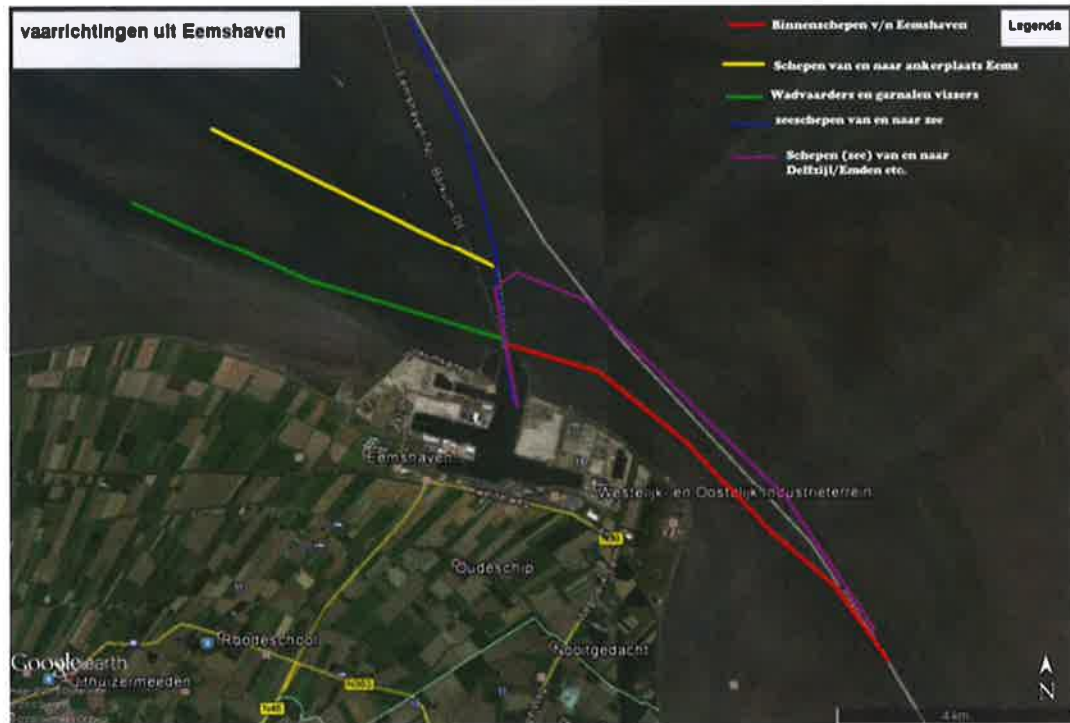 vaarrichtingen uit Eemshaven
Legenda
Binnenschepen v/n Eemshaven
Schepen van en naar ankerplaats Eems
Wadvaarders en garnalen vissers
zeeschepen van en naar zee
Schepen (zee) van en naar
Delfzijl/Emden etc.
Eemshaven
Westelijk- en Oostelijk Industrieterrein
Oudeschip
Roodeschool
Nooitgedacht
Google earth
Uithuizermeeden
N363
N46
N
4 km